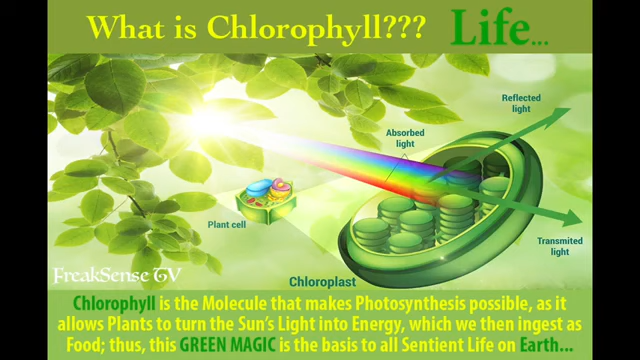 What is Chlorophyll??? Life...
Reflected
light
Absorbed
light
Plant cell
Transmited
light
Chloroplast
FreakSense TV
Chlorophyll is the Molecule that makes Photosynthesis possible, as it
allows Plants to turn the Sun's Light into Energy, which we then ingest as
Food; thus, this GREEN MAGIC is the basis to all Sentient Life on Earth...